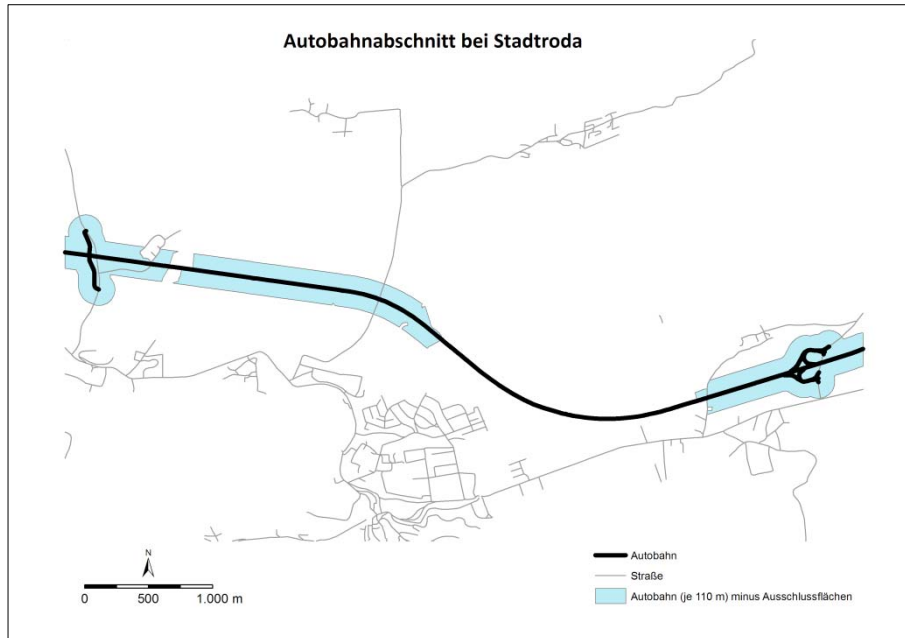 Autobahnabschnitt bei Stadtroda
N
0 500 1.000 m
Autobahn
Straße
Autobahn (je 110 m) minus Ausschlussflächen